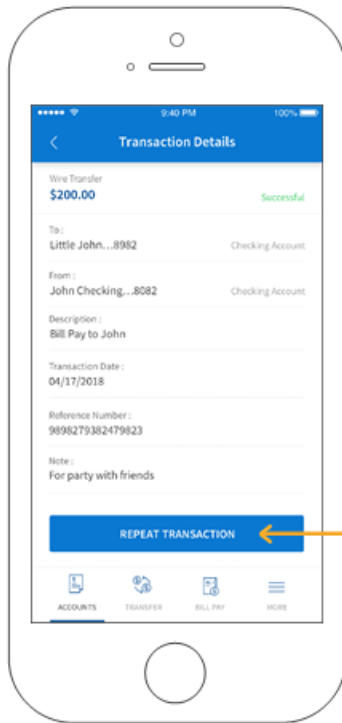 9:40 PM 100%
Transaction Details
Wire Transfer
$200.00 Successful
To :
Little John...8982 Checking Account
From :
John Checking...8082 Checking Account
Description :
Bill Pay to John
Transaction Date :
04/17/2018
Reference Number :
9898279382479823
Note :
For party with friends
REPEAT TRANSACTION
ACCOUNTS TRANSFER BILL PAY MORE